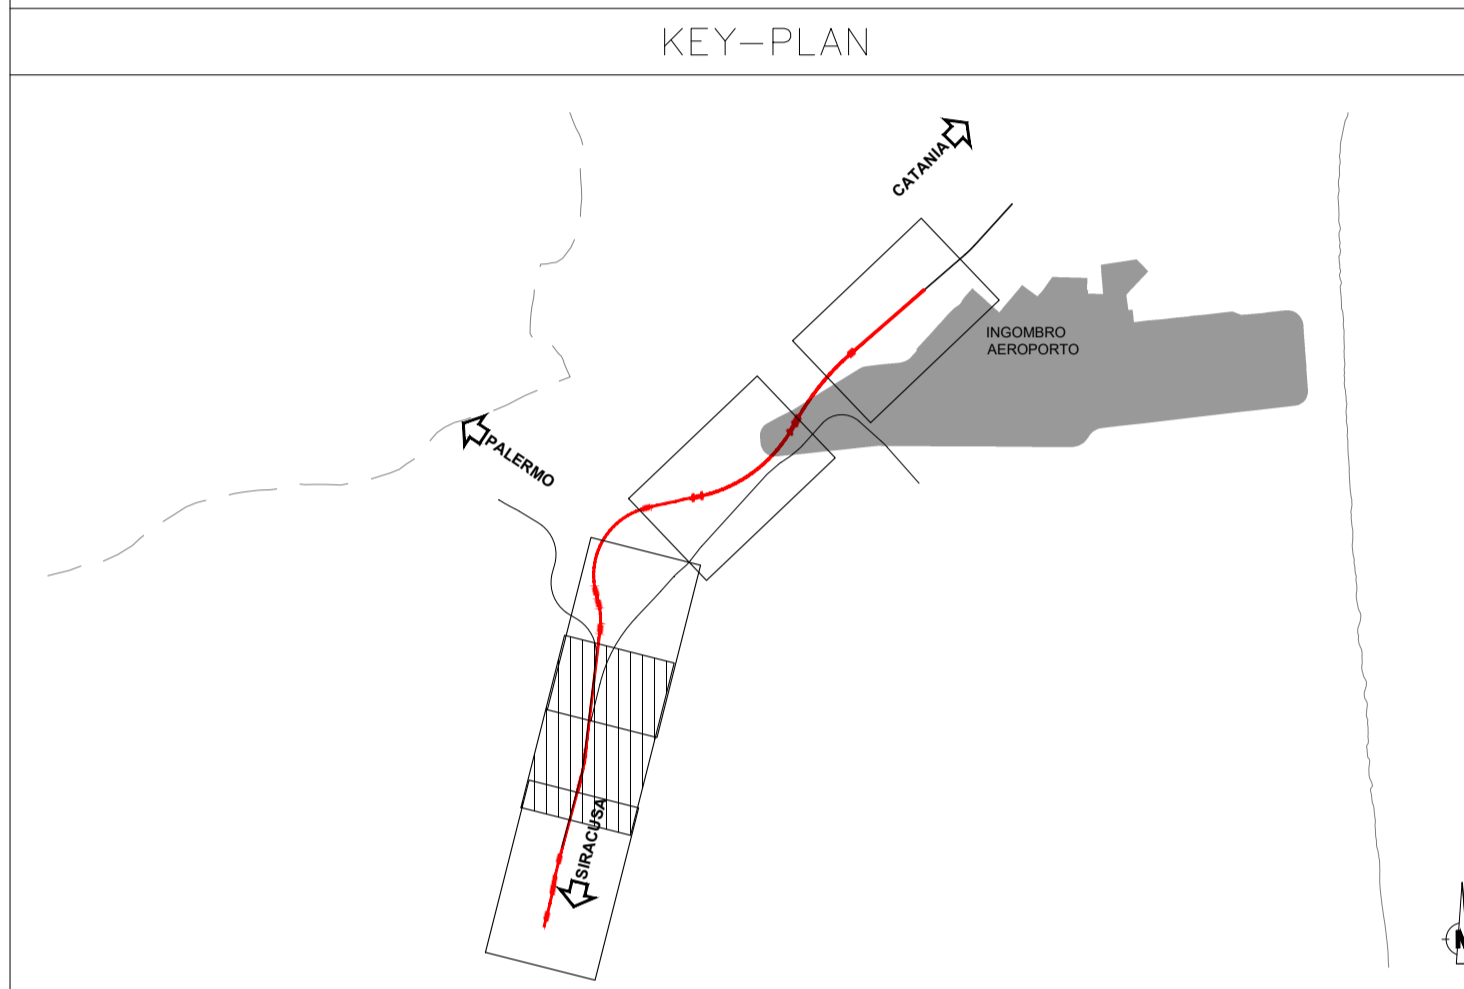 KEY-PLAN
CATANIA
INGOMBRO
AEROPORTO
PALERMO
SIRACUSA
N